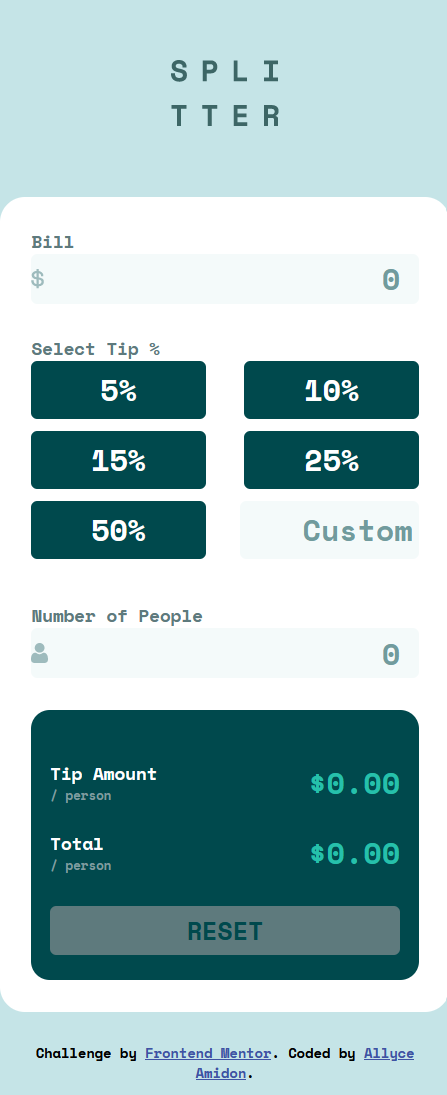 SPLI
TTER
Bill
$ 0
Select Tip %
5% 10%
15% 25%
50% Custom
Number of People
0
Tip Amount
/ person
$0.00
Total
/ person
$0.00
RESET
Challenge by Frontend Mentor. Coded by Allyce
Amidon.